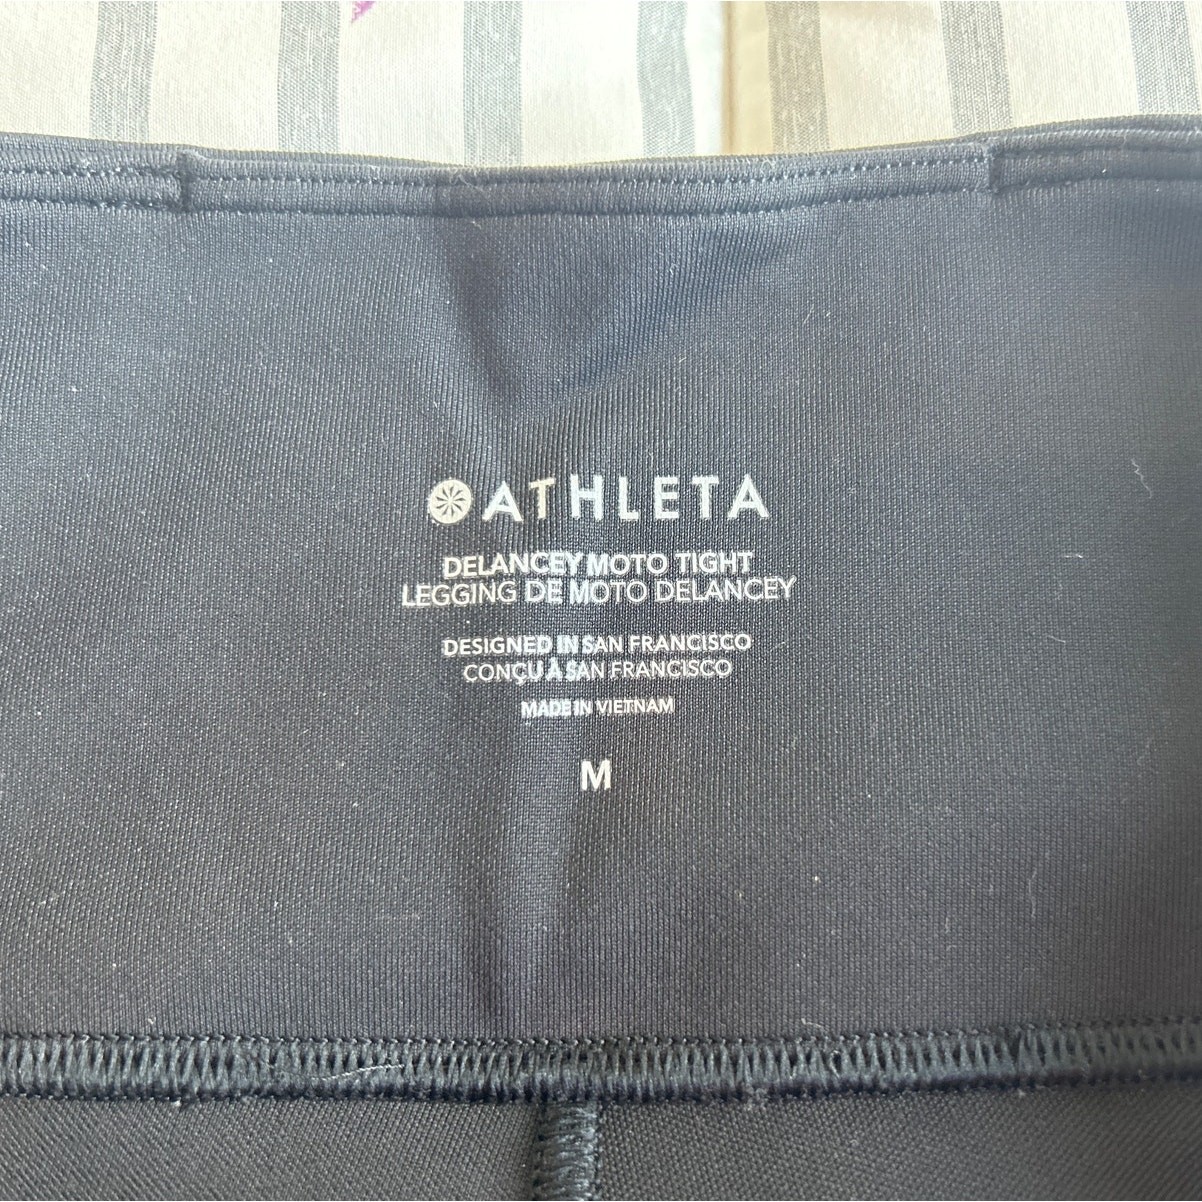 ATHLETA
DELANCEY MOTO TIGHT
LEGGING DE MOTO DELANCEY
DESIGNED IN SAN FRANCISCO
CONÇU À SAN FRANCISCO
MADE IN VIETNAM
M